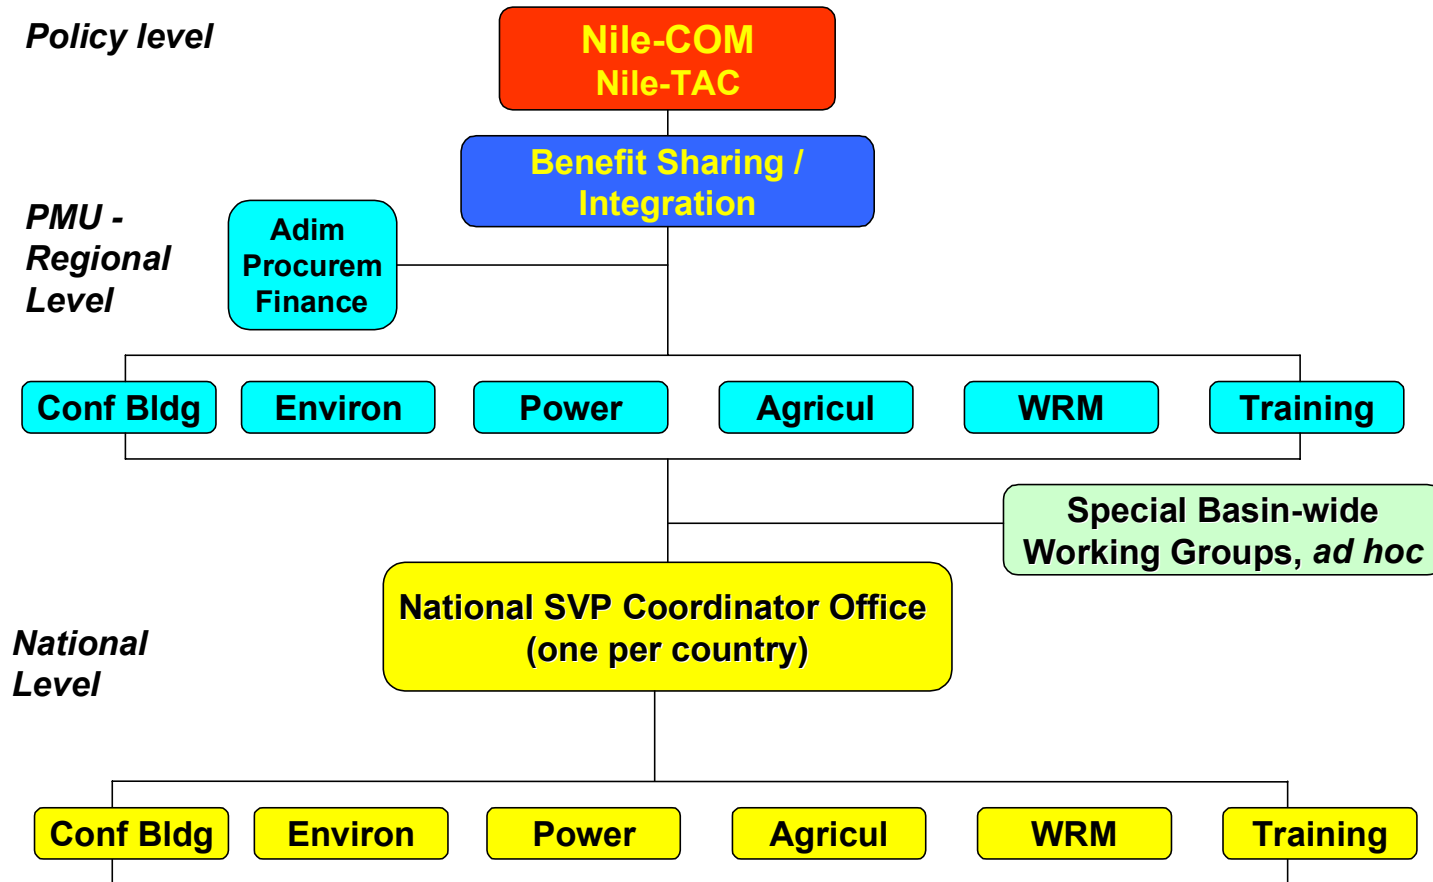 Policy level
Nile-COM
Nile-TAC
Benefit Sharing /
Integration
PMU -
Regional
Level
Adim
Procurem
Finance
Conf Bldg
Environ
Power
Agricul
WRM
Training
Special Basin-wide
Working Groups, ad hoc
National SVP Coordinator Office
(one per country)
National
Level
Conf Bldg
Environ
Power
Agricul
WRM
Training